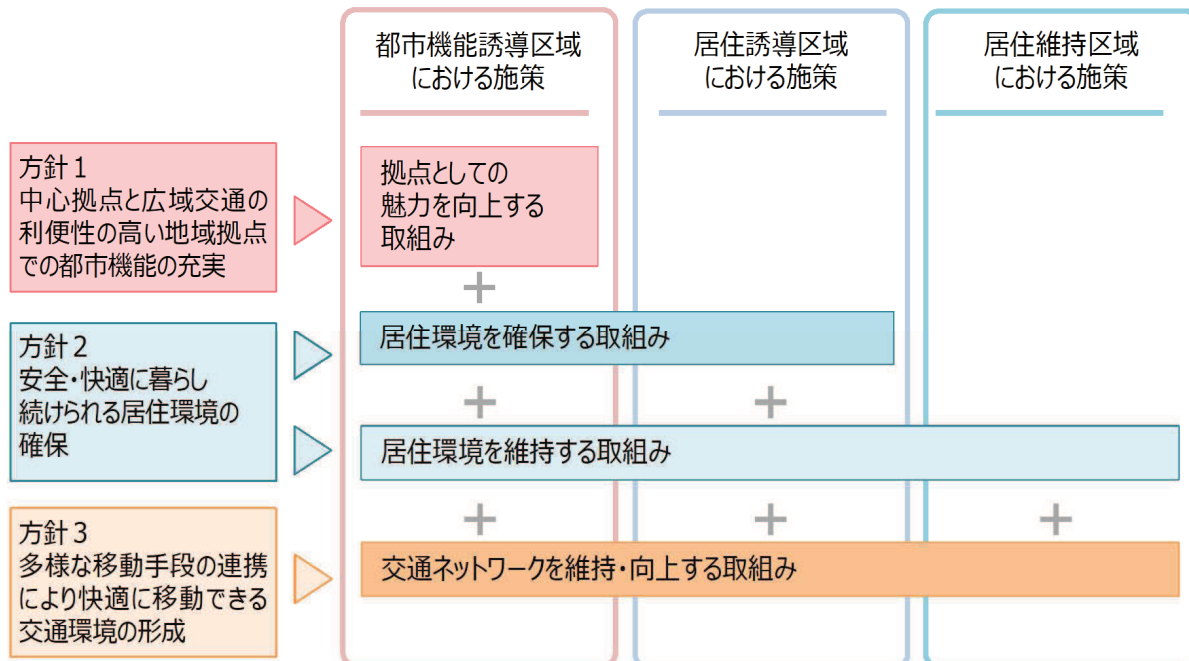 都市機能誘導区域
における施策
居住誘導区域
における施策
居住維持区域
における施策
方針1
中心拠点と広域交通の
利便性の高い地域拠点
での都市機能の充実
拠点としての
魅力を向上する
取組み
+
方針2
安全・快適に暮らし
続けられる居住環境の
確保
居住環境を確保する取組み
+
+
居住環境を維持する取組み
+
+
+
方針3
多様な移動手段の連携
により快適に移動できる
交通環境の形成
交通ネットワークを維持・向上する取組み